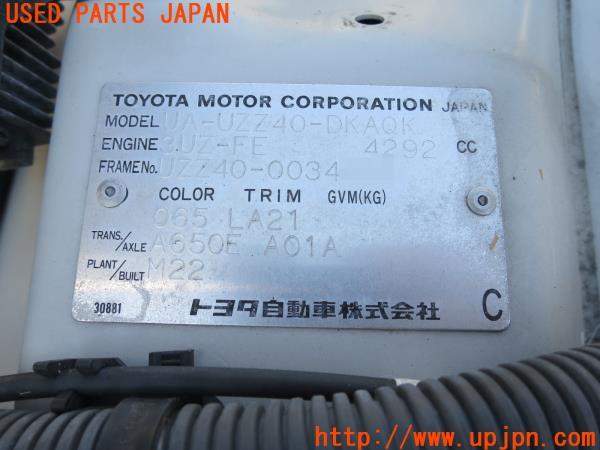 USED PARTS JAPAN
TOYOTA MOTOR CORPORATION JAPAN
MODEL UA-UZZ40-DKAQK
ENGINE 3UZ-FE 4292 CC
FRAME No. UZZ40-0034
COLOR TRIM GVM(KG)
065 LA21
TRANS./AXLE A650E A01A
PLANT/BUILT M22
30881 トヨタ自動車株式会社 C
http://www.upjpn.com/